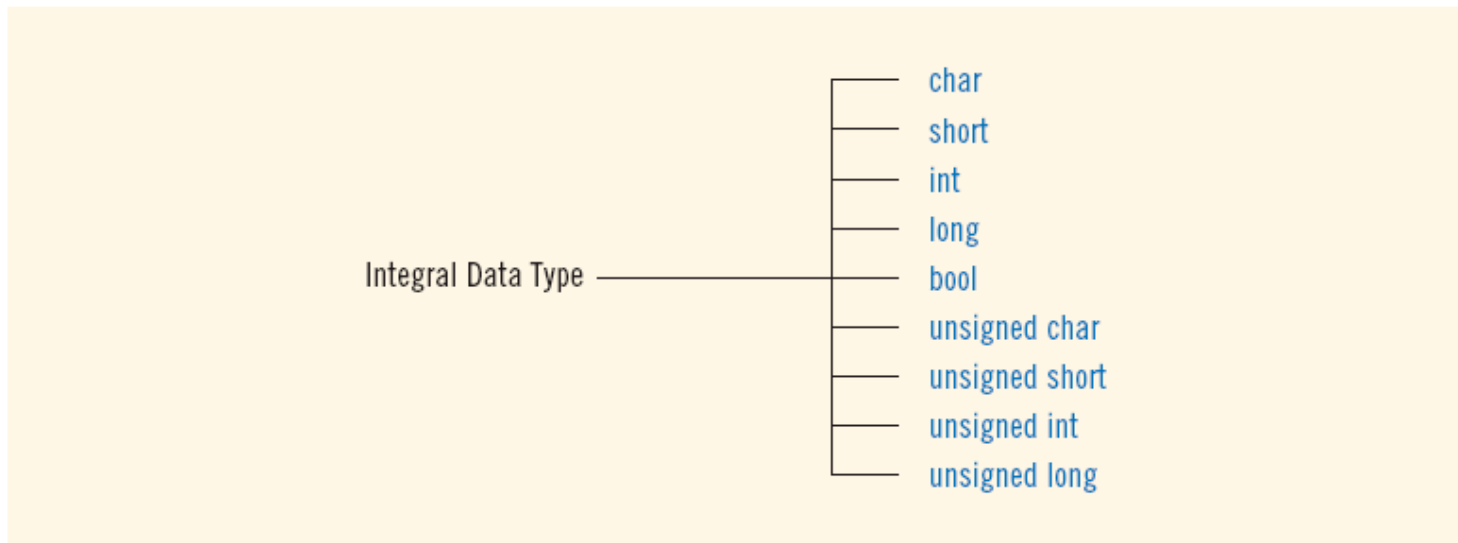 char
short
int
long
Integral Data Type
bool
unsigned char
unsigned short
unsigned int
unsigned long